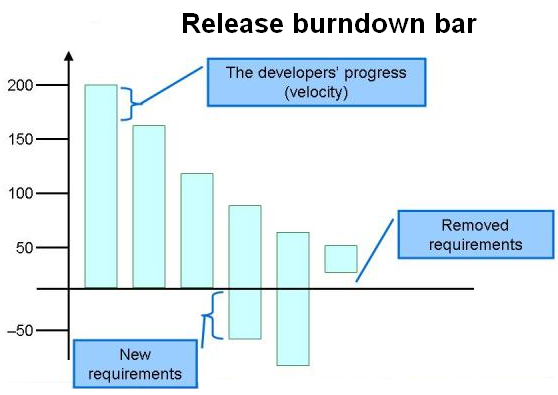 Release burndown bar
The developers' progress
(velocity)
200
150
100
50
Removed
requirements
–50
New
requirements